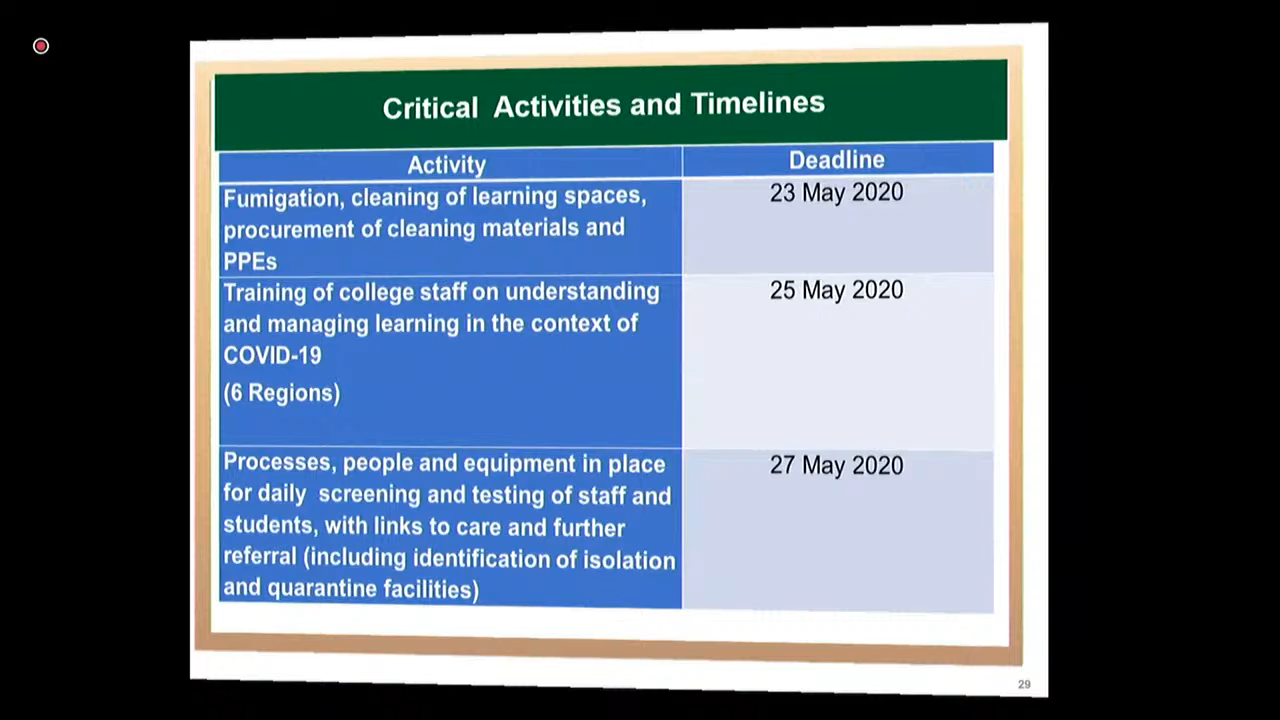 Critical Activities and Timelines
Activity
Deadline
Fumigation, cleaning of learning spaces,
procurement of cleaning materials and
PPEs
23 May 2020
Training of college staff on understanding
and managing learning in the context of
COVID-19
(6 Regions)
25 May 2020
Processes, people and equipment in place
for daily screening and testing of staff and
students, with links to care and further
referral (including identification of isolation
and quarantine facilities)
27 May 2020
29